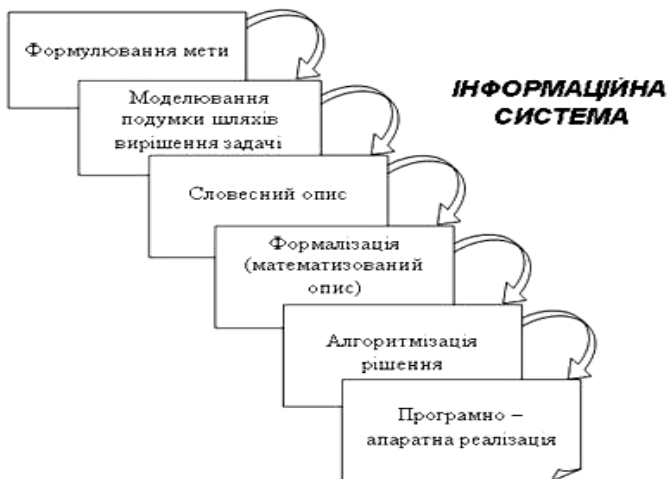 Формулювання мети
Моделювання
подумки шляхів
вирішення задачі
ІНФОРМАЦІЙНА
СИСТЕМА
Словесний опис
Формалізація
(математизований
опис)
Алгоритмізація
рішення
Програмно –
апаратна реалізація